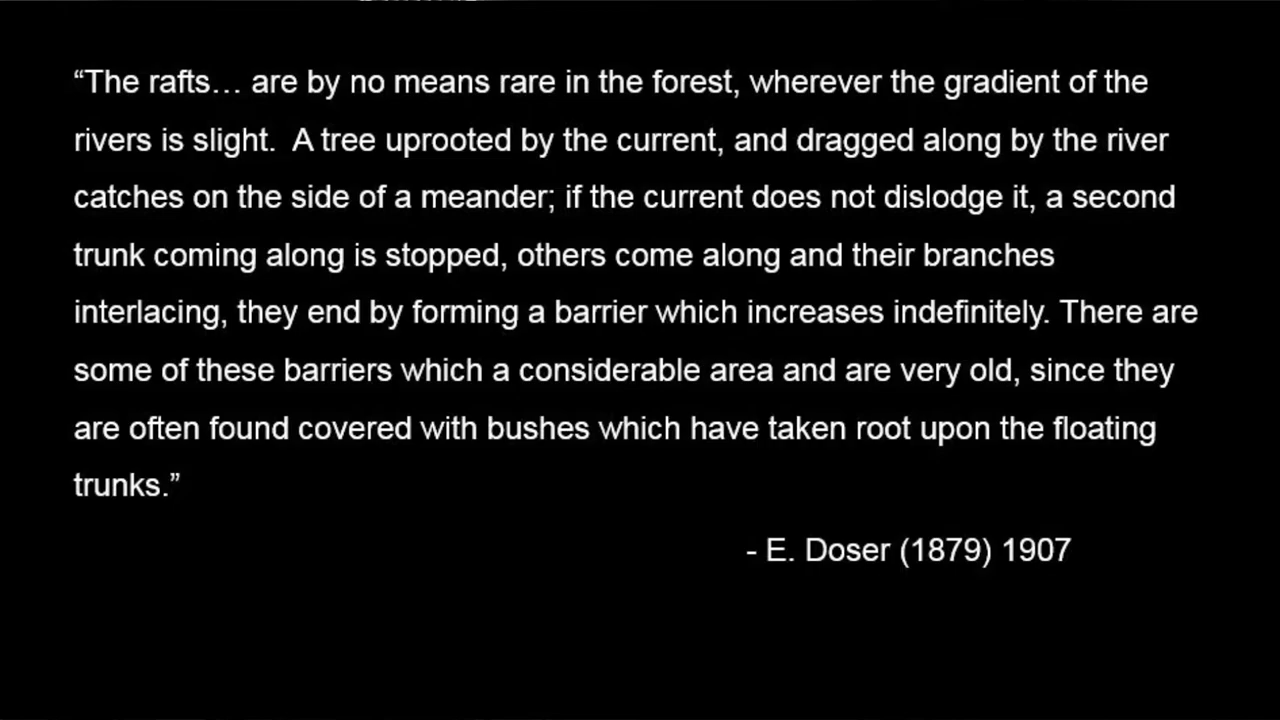 “The rafts… are by no means rare in the forest, wherever the gradient of the
rivers is slight.  A tree uprooted by the current, and dragged along by the river
catches on the side of a meander; if the current does not dislodge it, a second
trunk coming along is stopped, others come along and their branches
interlacing, they end by forming a barrier which increases indefinitely. There are
some of these barriers which a considerable area and are very old, since they
are often found covered with bushes which have taken root upon the floating
trunks.”
- E. Doser (1879) 1907